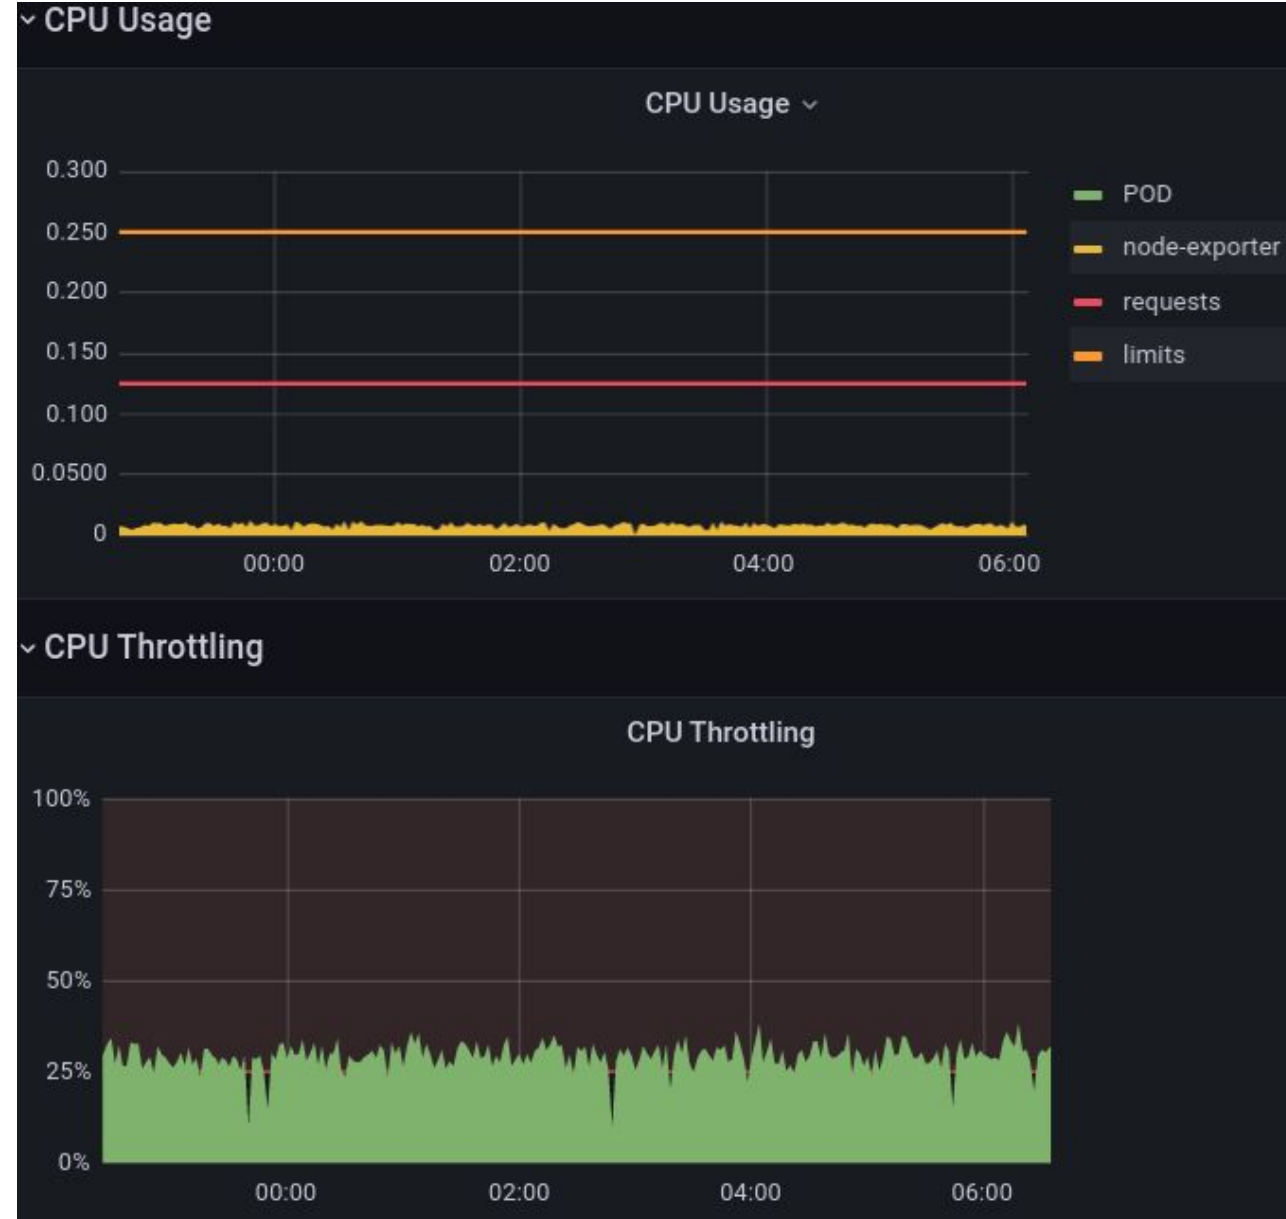 CPU Usage
CPU Usage
0.300
0.250
0.200
0.150
0.100
0.0500
0
00:00 02:00 04:00 06:00
POD
node-exporter
requests
limits
CPU Throttling
CPU Throttling
100%
75%
50%
25%
0%
00:00 02:00 04:00 06:00